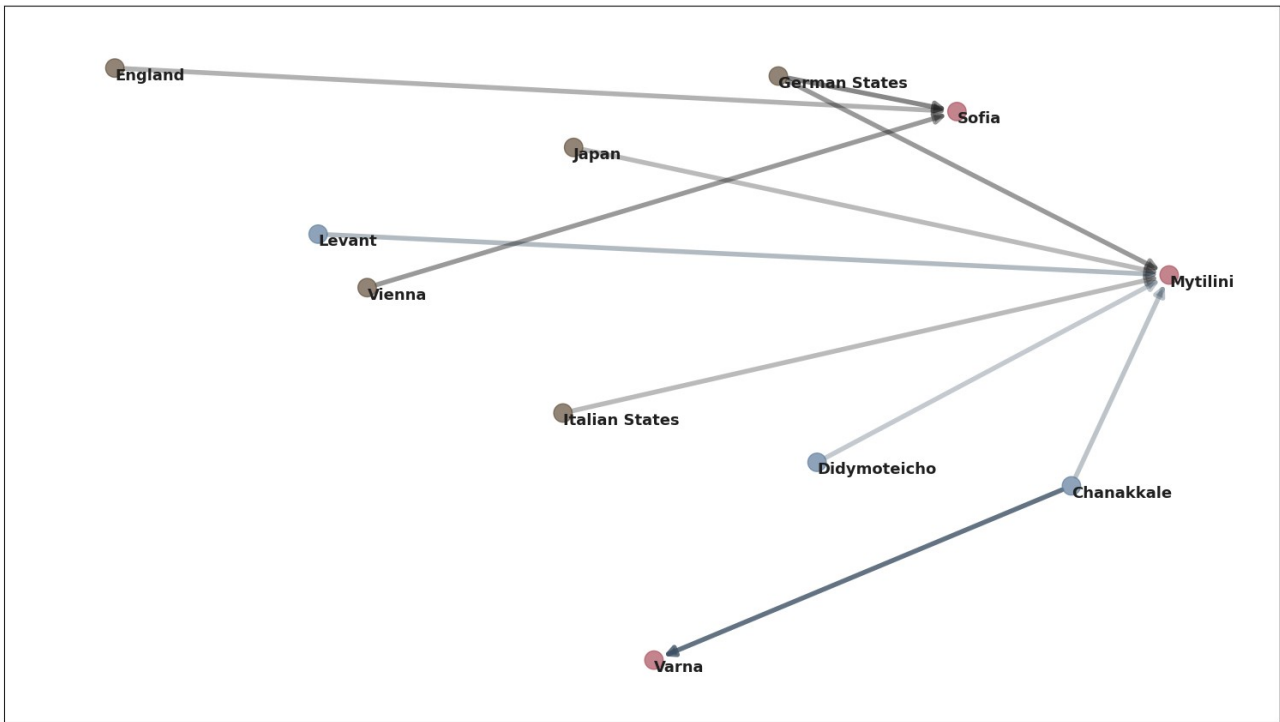 England
German States
Sofia
Japan
Levant
Mytilini
Vienna
Italian States
Didymoteicho
Chanakkale
Varna